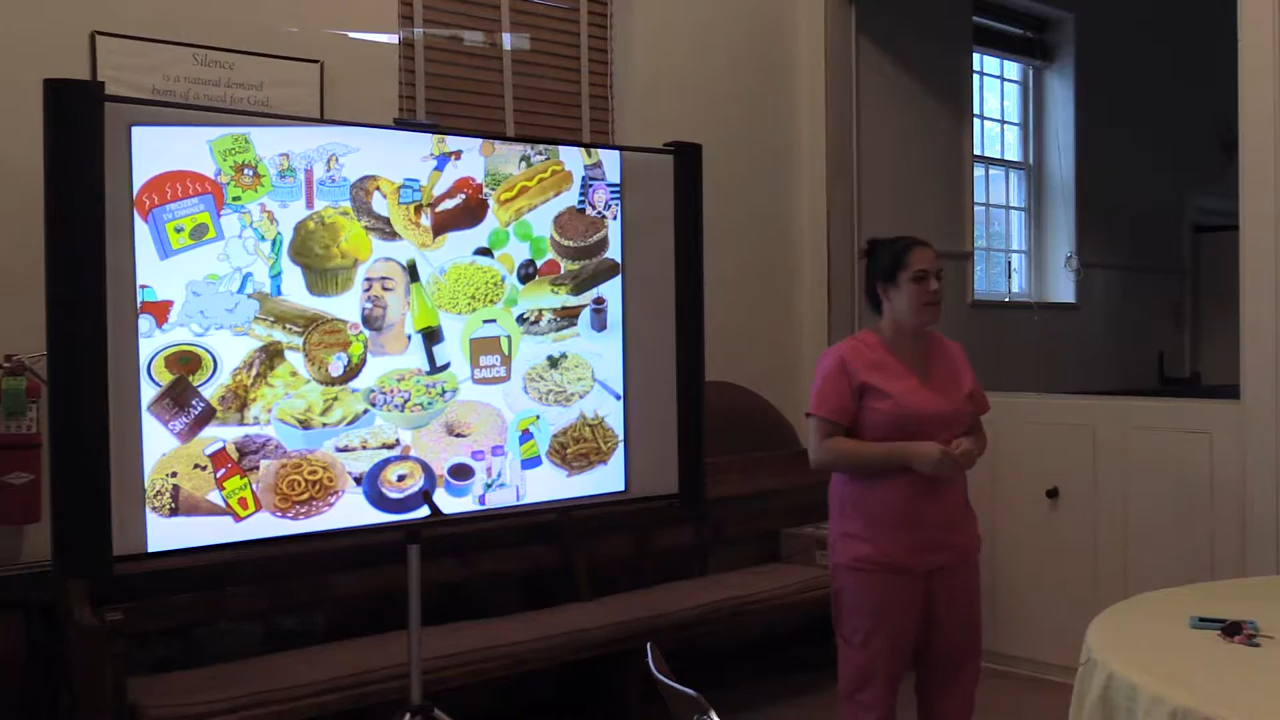 Silence
is a natural demand
born of a need for God.
FROZEN
TV DINNER
BBQ
SAUCE
SUGAR
KETCHUP